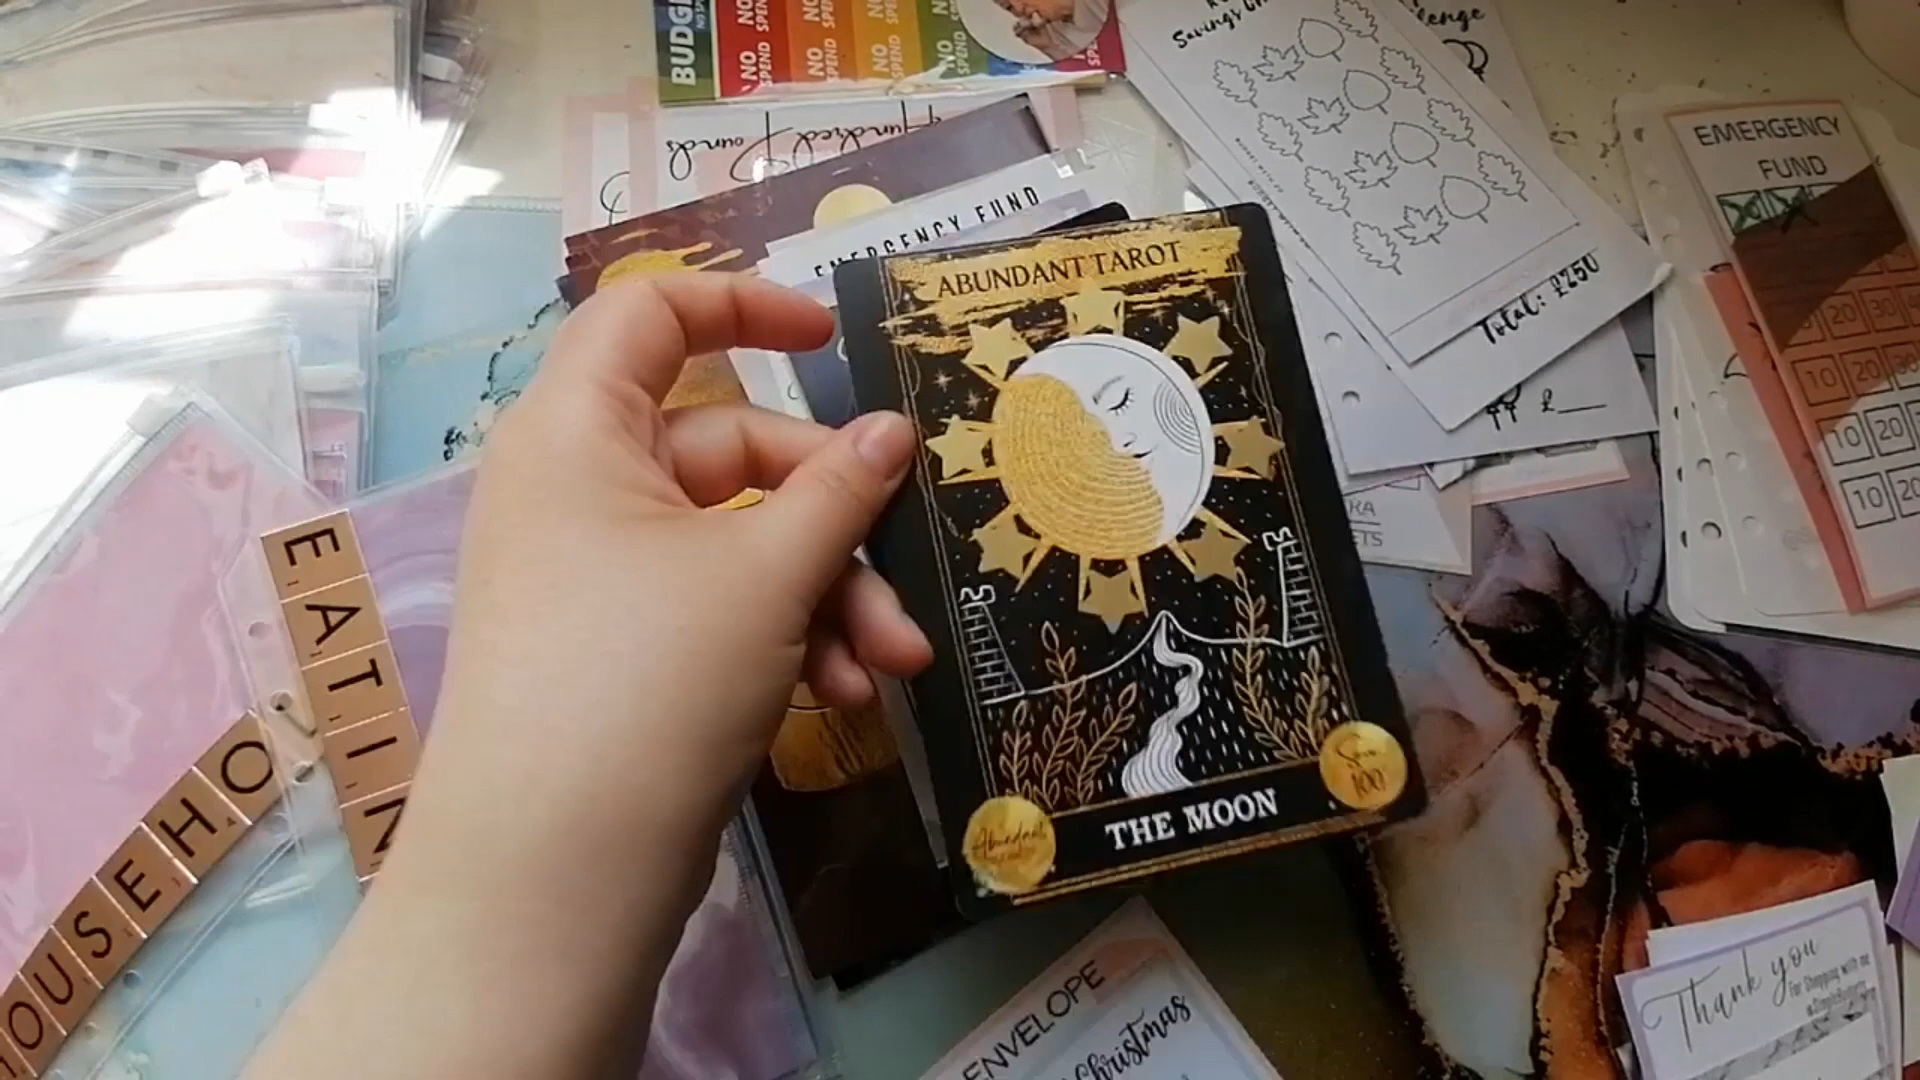 BUDGET
NO SPEND
NO SPEND
NO SPEND
NO SPEND
Hundred Pounds
EMERGENCY FUND
ABUNDANT TAROT
THE MOON
Abundant
Save
100
Savings
Total: £250
£
EMERGENCY
FUND
20 30
10 20 30
10 20
10 20
EATIN
HOUSEHO
ENVELOPE
Christmas
Thank you
For Shopping with me